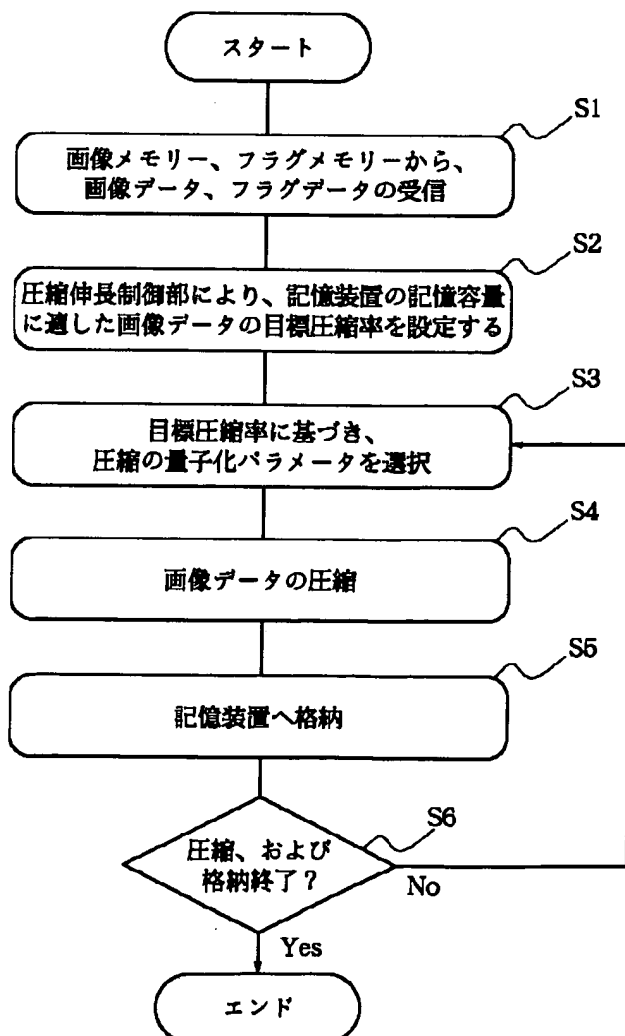 スタート
S1
画像メモリー、フラグメモリーから、
画像データ、フラグデータの受信
S2
圧縮伸長制御部により、記憶装置の記憶容量
に適した画像データの目標圧縮率を設定する
S3
目標圧縮率に基づき、
圧縮の量子化パラメータを選択
S4
画像データの圧縮
S5
記憶装置へ格納
S6
圧縮、および
格納終了？
No
Yes
エンド